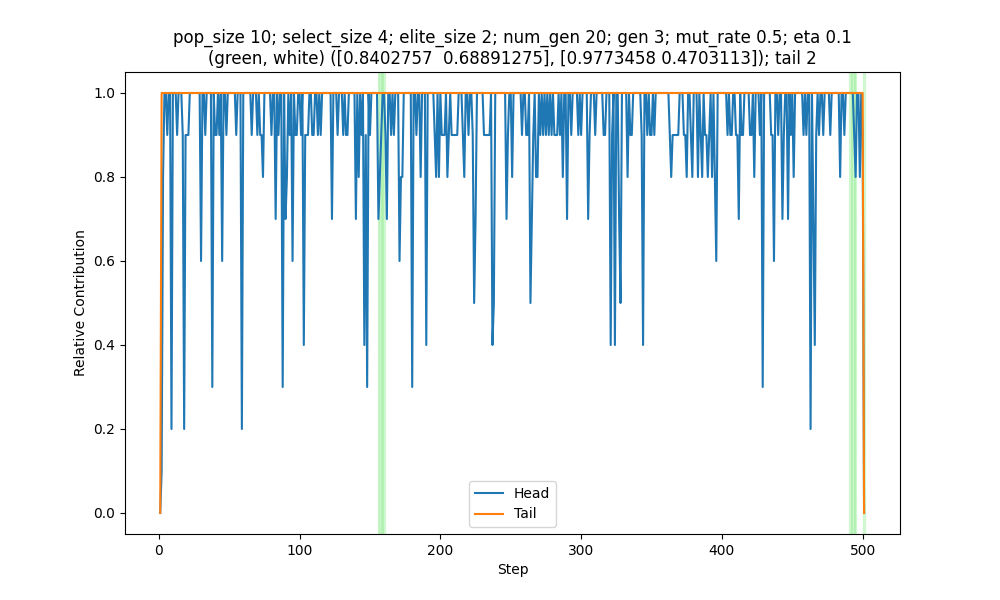 pop_size 10; select_size 4; elite_size 2; num_gen 20; gen 3; mut_rate 0.5; eta 0.1
(green, white) ([0.8402757  0.68891275], [0.9773458 0.4703113]); tail 2
1.0
0.8
0.6
0.4
0.2
0.0
Relative Contribution
Head
Tail
0
100
200
300
400
500
Step